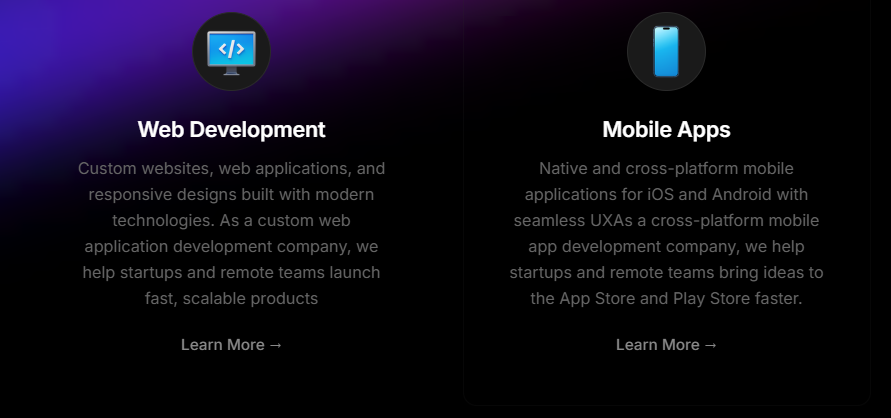 </>
Web Development
Custom websites, web applications, and
responsive designs built with modern
technologies. As a custom web
application development company, we
help startups and remote teams launch
fast, scalable products
Learn More →
Mobile Apps
Native and cross-platform mobile
applications for iOS and Android with
seamless UXAs a cross-platform mobile
app development company, we help
startups and remote teams bring ideas to
the App Store and Play Store faster.
Learn More →